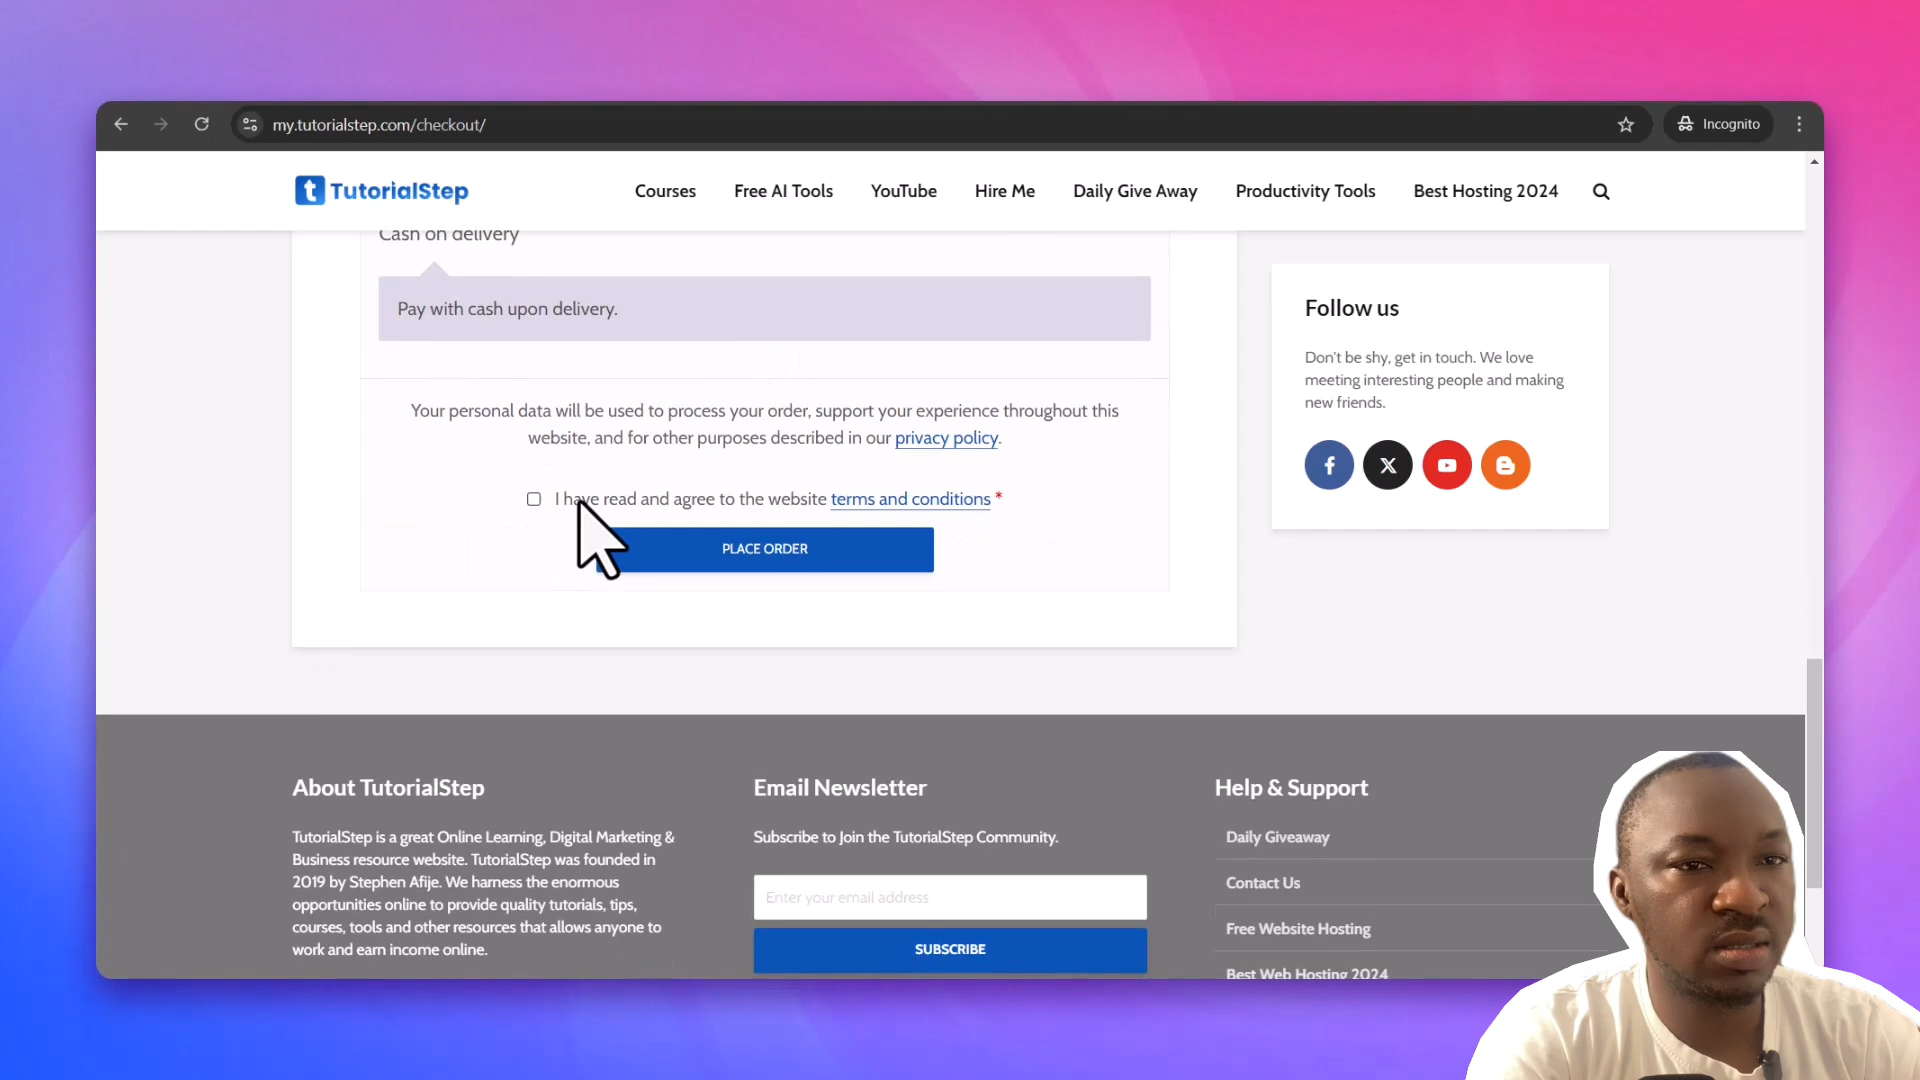 my.tutorialstep.com/checkout/
Incognito
t TutorialStep
Courses
Free AI Tools
YouTube
Hire Me
Daily Give Away
Productivity Tools
Best Hosting 2024
Cash on delivery
Pay with cash upon delivery.
Your personal data will be used to process your order, support your experience throughout this
website, and for other purposes described in our privacy policy.
I have read and agree to the website terms and conditions *
PLACE ORDER
Follow us
Don't be shy, get in touch. We love
meeting interesting people and making
new friends.
About TutorialStep
TutorialStep is a great Online Learning, Digital Marketing &
Business resource website. TutorialStep was founded in
2019 by Stephen Afije. We harness the enormous
opportunities online to provide quality tutorials, tips,
courses, tools and other resources that allows anyone to
work and earn income online.
Email Newsletter
Subscribe to Join the TutorialStep Community.
Enter your email address
SUBSCRIBE
Help & Support
Daily Giveaway
Contact Us
Free Website Hosting
Best Web Hosting 2024